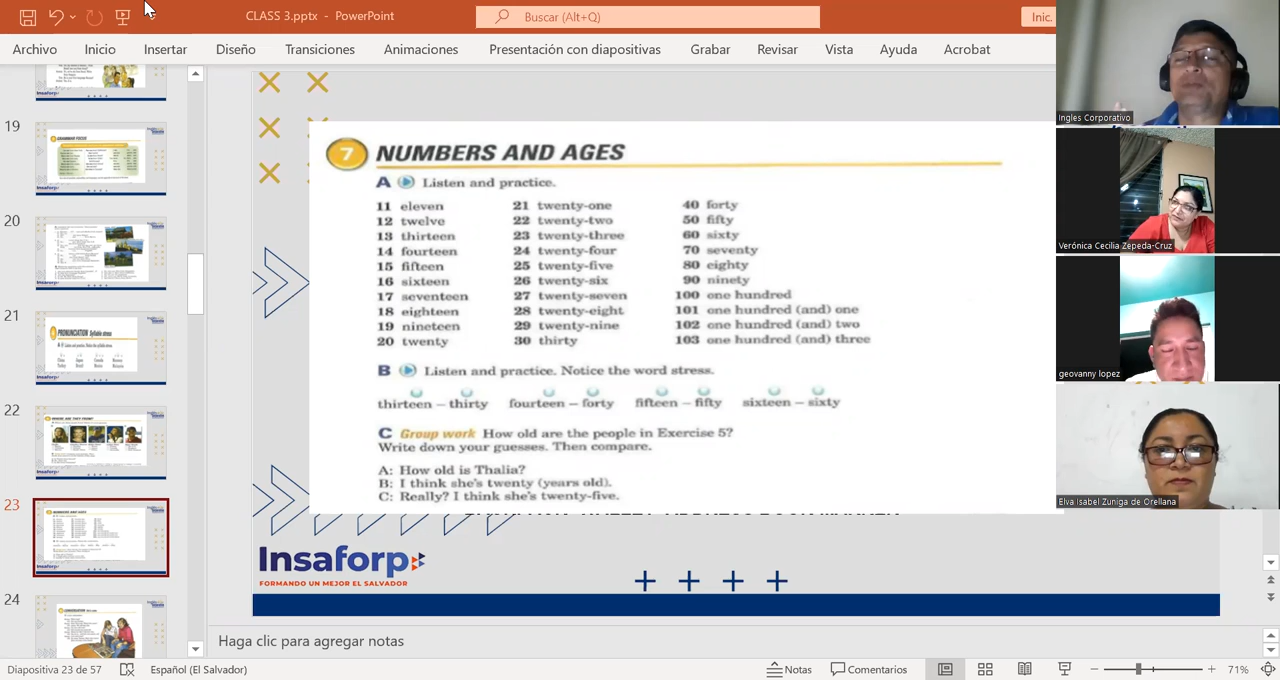 CLASS 3.pptx - PowerPoint
Buscar (Alt+Q)
Inic.
Archivo Inicio Insertar Diseño Transiciones Animaciones Presentación con diapositivas Grabar Revisar Vista Ayuda Acrobat
19
20
21
22
23
24
7 NUMBERS AND AGES
A Listen and practice.
11 eleven 21 twenty-one 40 forty
12 twelve 22 twenty-two 50 fifty
13 thirteen 23 twenty-three 60 sixty
14 fourteen 24 twenty-four 70 seventy
15 fifteen 25 twenty-five 80 eighty
16 sixteen 26 twenty-six 90 ninety
17 seventeen 27 twenty-seven 100 one hundred
18 eighteen 28 twenty-eight 101 one hundred (and) one
19 nineteen 29 twenty-nine 102 one hundred (and) two
20 twenty 30 thirty 103 one hundred (and) three
B Listen and practice. Notice the word stress.
thirteen – thirty fourteen – forty fifteen – fifty sixteen – sixty
C Group work How old are the people in Exercise 5?
Write down your guesses. Then compare.
A: How old is Thalia?
B: I think she's twenty (years old).
C: Really? I think she's twenty-five.
Insaforp
FORMANDO UN MEJOR EL SALVADOR
Haga clic para agregar notas
Diapositiva 23 de 57 Español (El Salvador) Notas Comentarios 71%
Ingles Corporativo
Verónica Cecilia Zepeda-Cruz
geovanny lopez
Elva Isabel Zuniga de Orellana